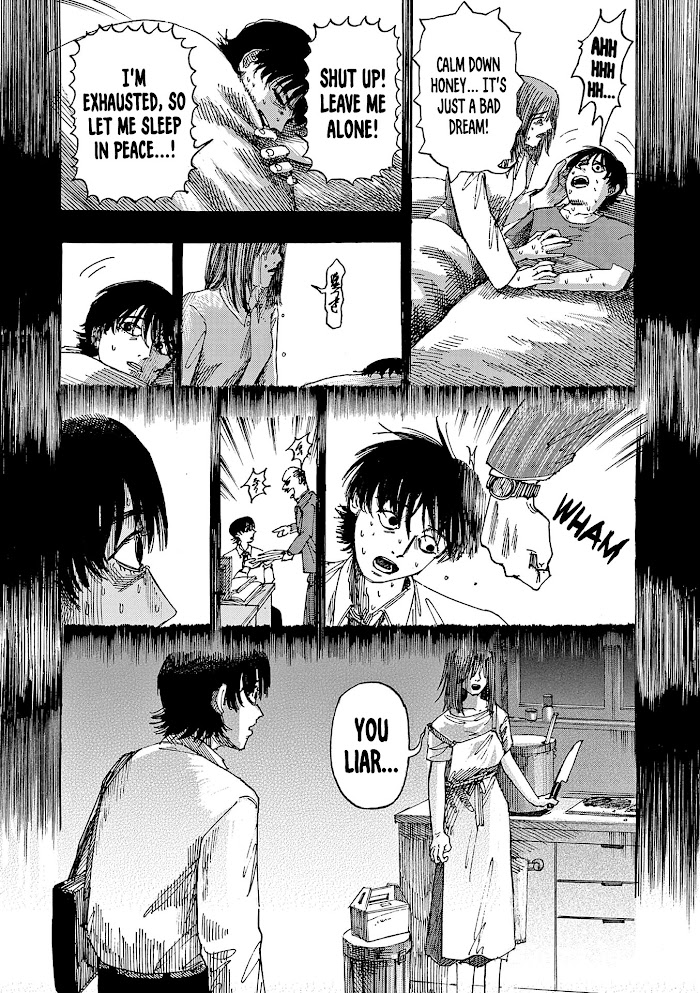 AHH
HHH
HH...
CALM DOWN
HONEY... IT'S
JUST A BAD
DREAM!
SHUT UP!
LEAVE ME
ALONE!
I'M
EXHAUSTED, SO
LET ME SLEEP
IN PEACE...!
WHAM
YOU
LIAR...